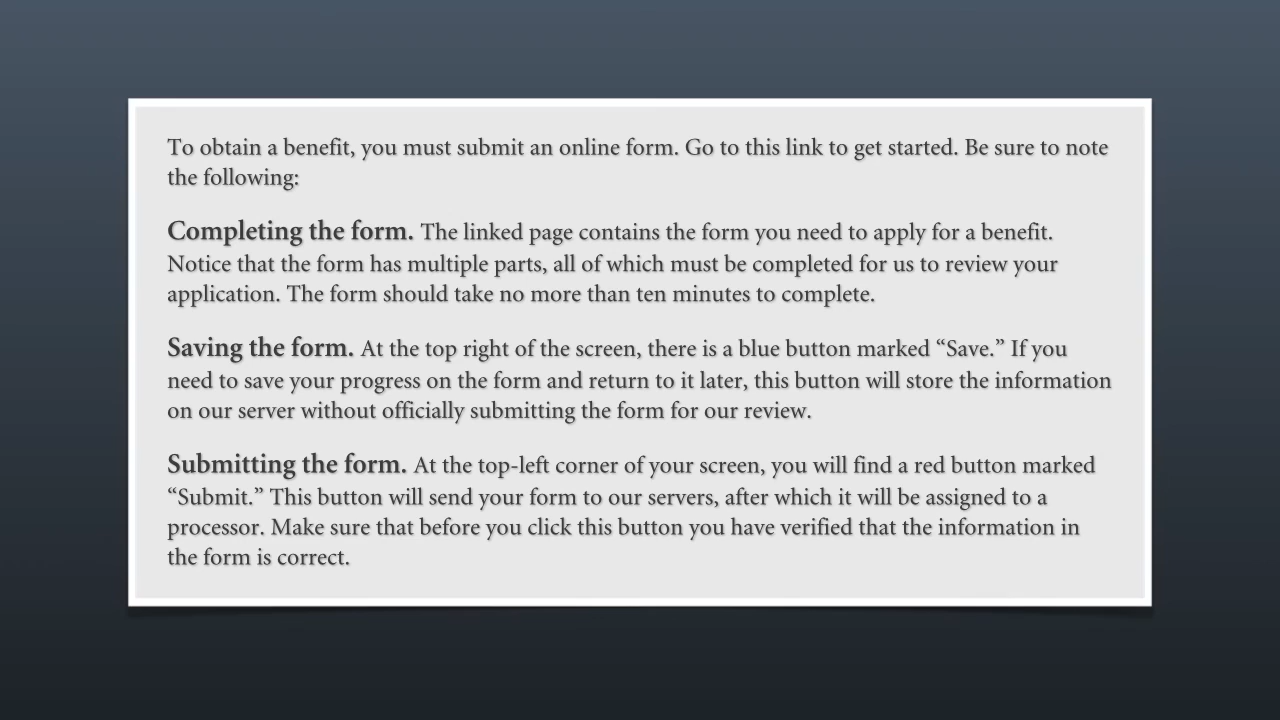 To obtain a benefit, you must submit an online form. Go to this link to get started. Be sure to note
the following:
Completing the form. The linked page contains the form you need to apply for a benefit.
Notice that the form has multiple parts, all of which must be completed for us to review your
application. The form should take no more than ten minutes to complete.
Saving the form. At the top right of the screen, there is a blue button marked “Save.” If you
need to save your progress on the form and return to it later, this button will store the information
on our server without officially submitting the form for our review.
Submitting the form. At the top-left corner of your screen, you will find a red button marked
“Submit.” This button will send your form to our servers, after which it will be assigned to a
processor. Make sure that before you click this button you have verified that the information in
the form is correct.